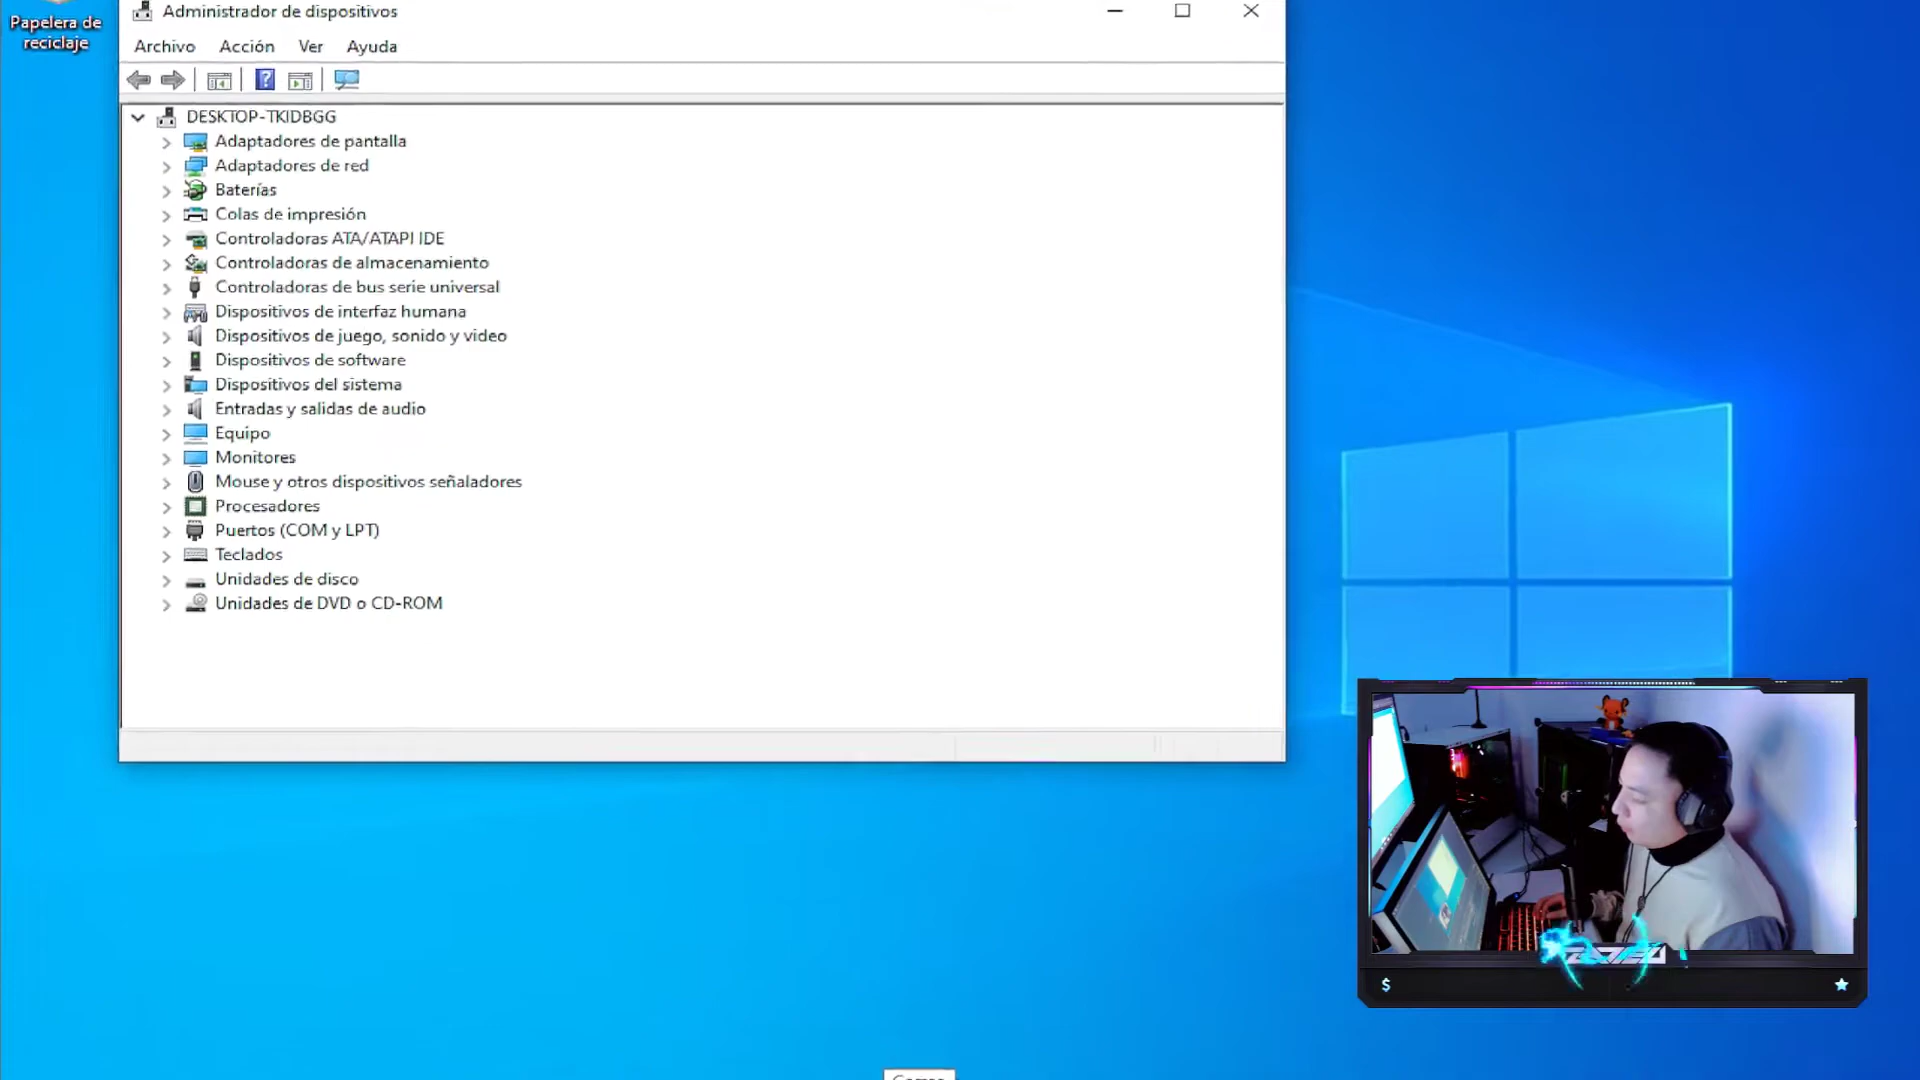 Papelera de
reciclaje
Administrador de dispositivos
Archivo Acción Ver Ayuda
DESKTOP-TKIDBGG
Adaptadores de pantalla
Adaptadores de red
Baterías
Colas de impresión
Controladoras ATA/ATAPI IDE
Controladoras de almacenamiento
Controladoras de bus serie universal
Dispositivos de interfaz humana
Dispositivos de juego, sonido y video
Dispositivos de software
Dispositivos del sistema
Entradas y salidas de audio
Equipo
Monitores
Mouse y otros dispositivos señaladores
Procesadores
Puertos (COM y LPT)
Teclados
Unidades de disco
Unidades de DVD o CD-ROM
$